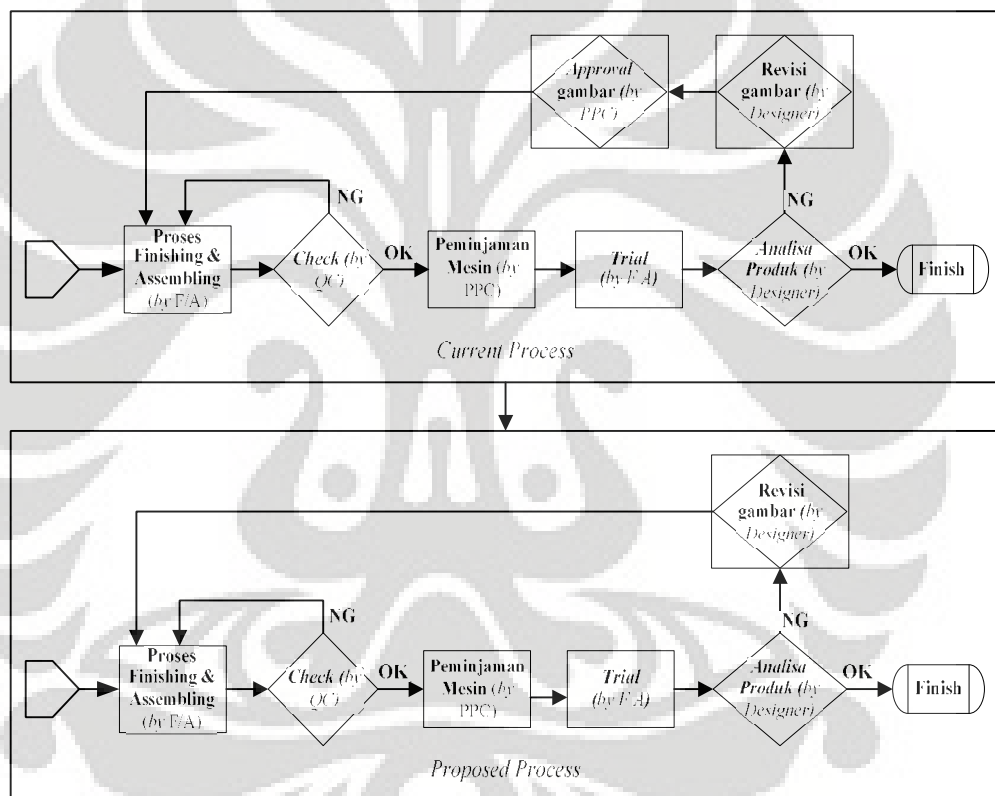 Approval
gambar (by
PPC)
Revisi
gambar (by
Designer)
NG
NG
Proses
Finishing &
Assembling
(by F/A)
Check (by
QC)
OK
Peminjaman
Mesin (by
PPC)
Trial
(by F/A)
Analisa
Produk (by
Designer)
OK
Finish
Current Process
Revisi
gambar (by
Designer)
NG
NG
Proses
Finishing &
Assembling
(by F/A)
Check (by
QC)
OK
Peminjaman
Mesin (by
PPC)
Trial
(by F/A)
Analisa
Produk (by
Designer)
OK
Finish
Proposed Process